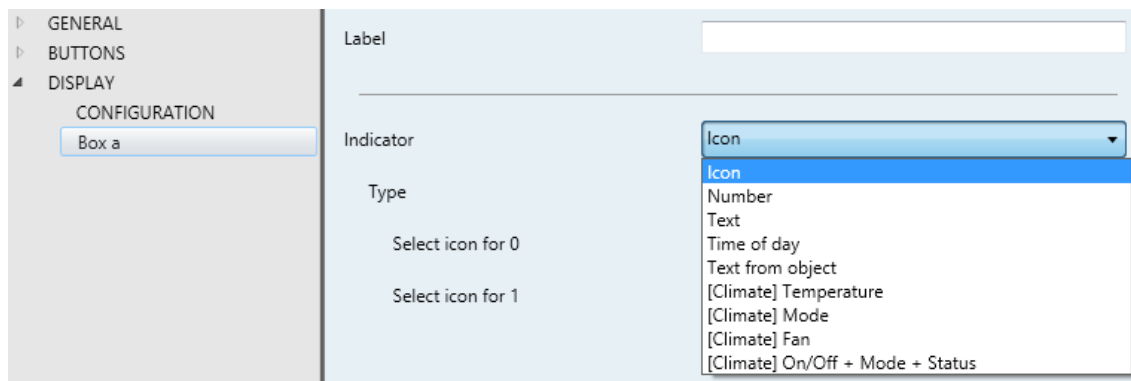 GENERAL
BUTTONS
DISPLAY
CONFIGURATION
Box a
Label
Indicator
Icon
Icon
Number
Text
Time of day
Text from object
[Climate] Temperature
[Climate] Mode
[Climate] Fan
[Climate] On/Off + Mode + Status
Type
Select icon for 0
Select icon for 1